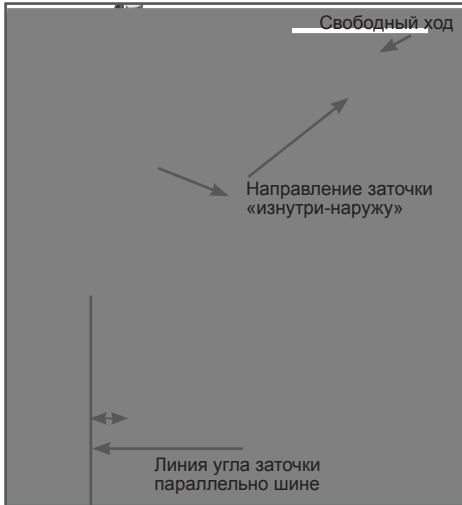 Свободный ход
Направление заточки
«изнутри-наружу»
Линия угла заточки
параллельно шине